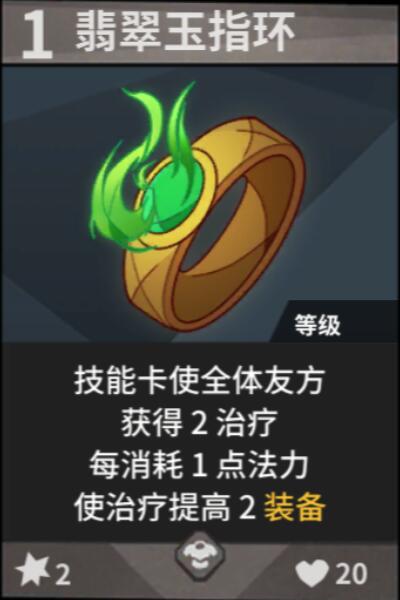 1 翡翠玉指环
等级
技能卡使全体友方
获得 2 治疗
每消耗 1 点法力
使治疗提高 2 装备
2
20